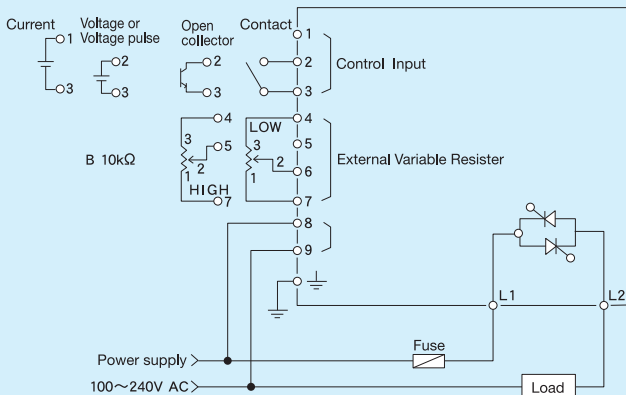 Current
Voltage or
Voltage pulse
Open
collector
Contact
1
3
2
3
2
3
1
2
3
Control Input
B 10kΩ
4
5
7
3
2
1
HIGH
LOW
3
2
1
4
5
6
7
External Variable Resister
8
9
L1
L2
Power supply
Fuse
100～240V AC
Load